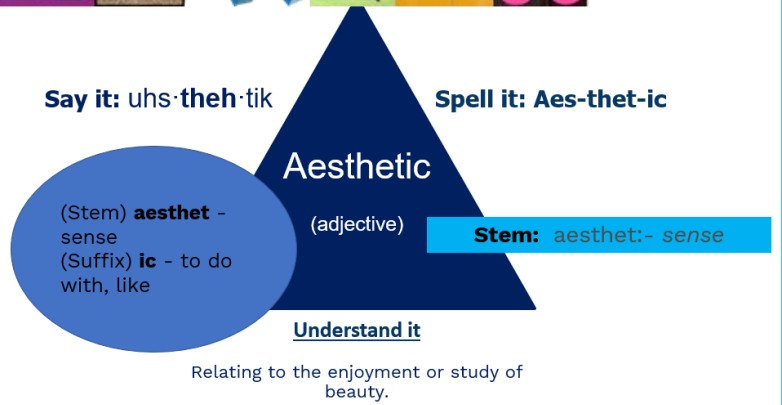 Say it: uhs·theh·tik
Spell it: Aes-thet-ic
Aesthetic
(adjective)
(Stem) aesthet -
sense
(Suffix) ic - to do
with, like
Stem: aesthet:- sense
Understand it
Relating to the enjoyment or study of
beauty.